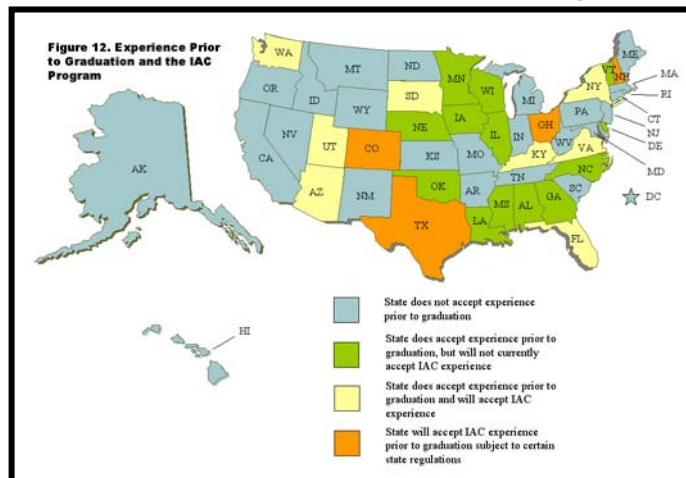 Figure 12. Experience Prior
to Graduation and the IAC
Program
WA
OR
CA
NV
ID
MT
WY
UT
AZ
CO
NM
ND
SD
NE
KS
OK
TX
MN
IA
MO
AR
LA
WI
IL
MI
IN
OH
KY
TN
MS
AL
GA
FL
SC
NC
VA
WV
PA
NY
VT
NH
ME
MA
RI
CT
NJ
DE
MD
DC
AK
HI
State does not accept experience
prior to graduation
State does accept experience prior to
graduation, but will not currently
accept IAC experience
State does accept experience prior to
graduation and will accept IAC
experience
State will accept IAC experience
prior to graduation subject to certain
state regulations